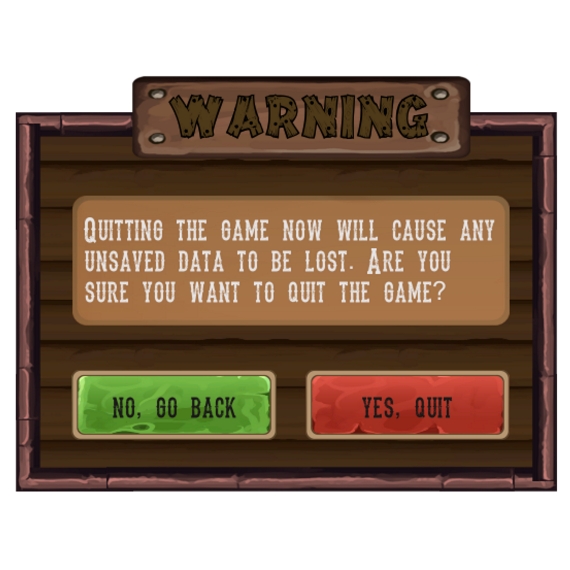 WARNING
Quitting the game now will cause any
unsaved data to be lost. Are you
sure you want to quit the game?
NO, GO BACK
YES, QUIT